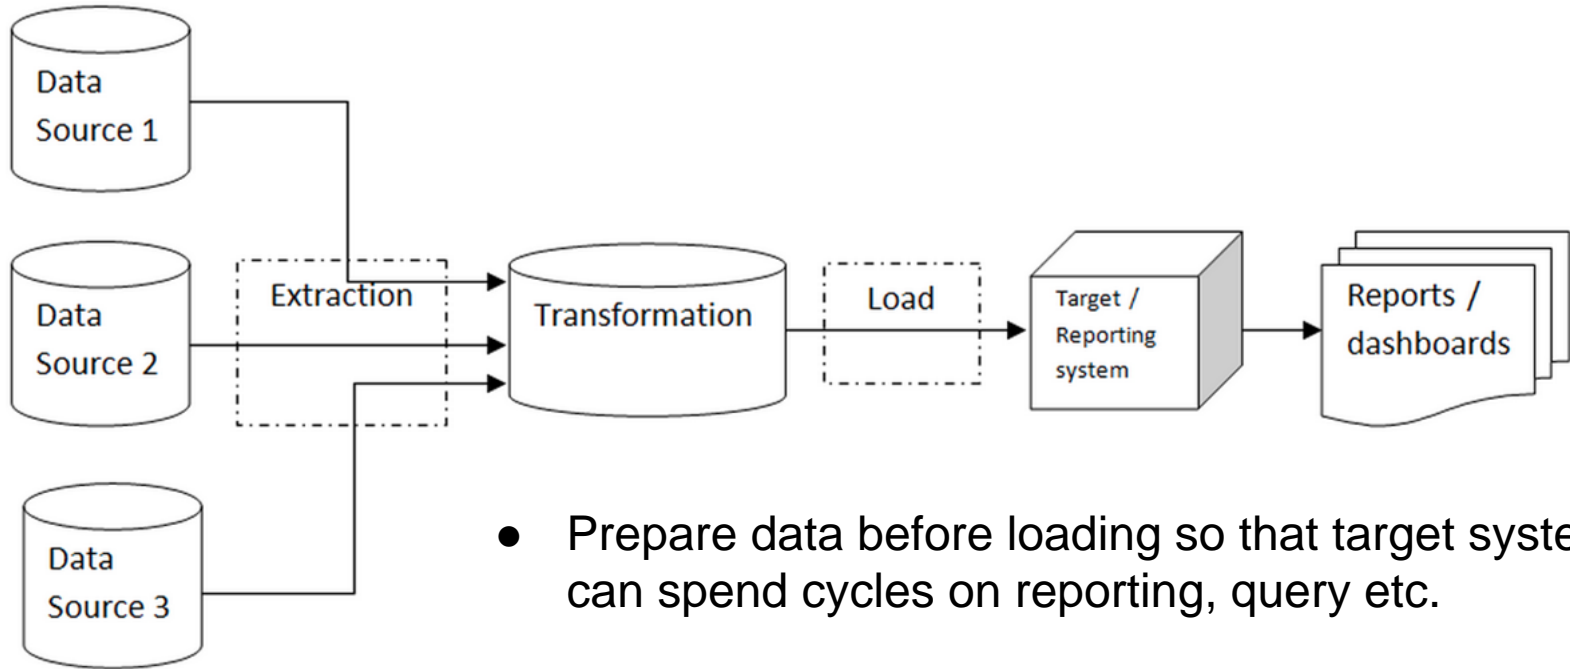 Data
Source 1
Data
Source 2
Data
Source 3
Extraction
Transformation
Load
Target /
Reporting
system
Reports /
dashboards
● Prepare data before loading so that target syste
can spend cycles on reporting, query etc.